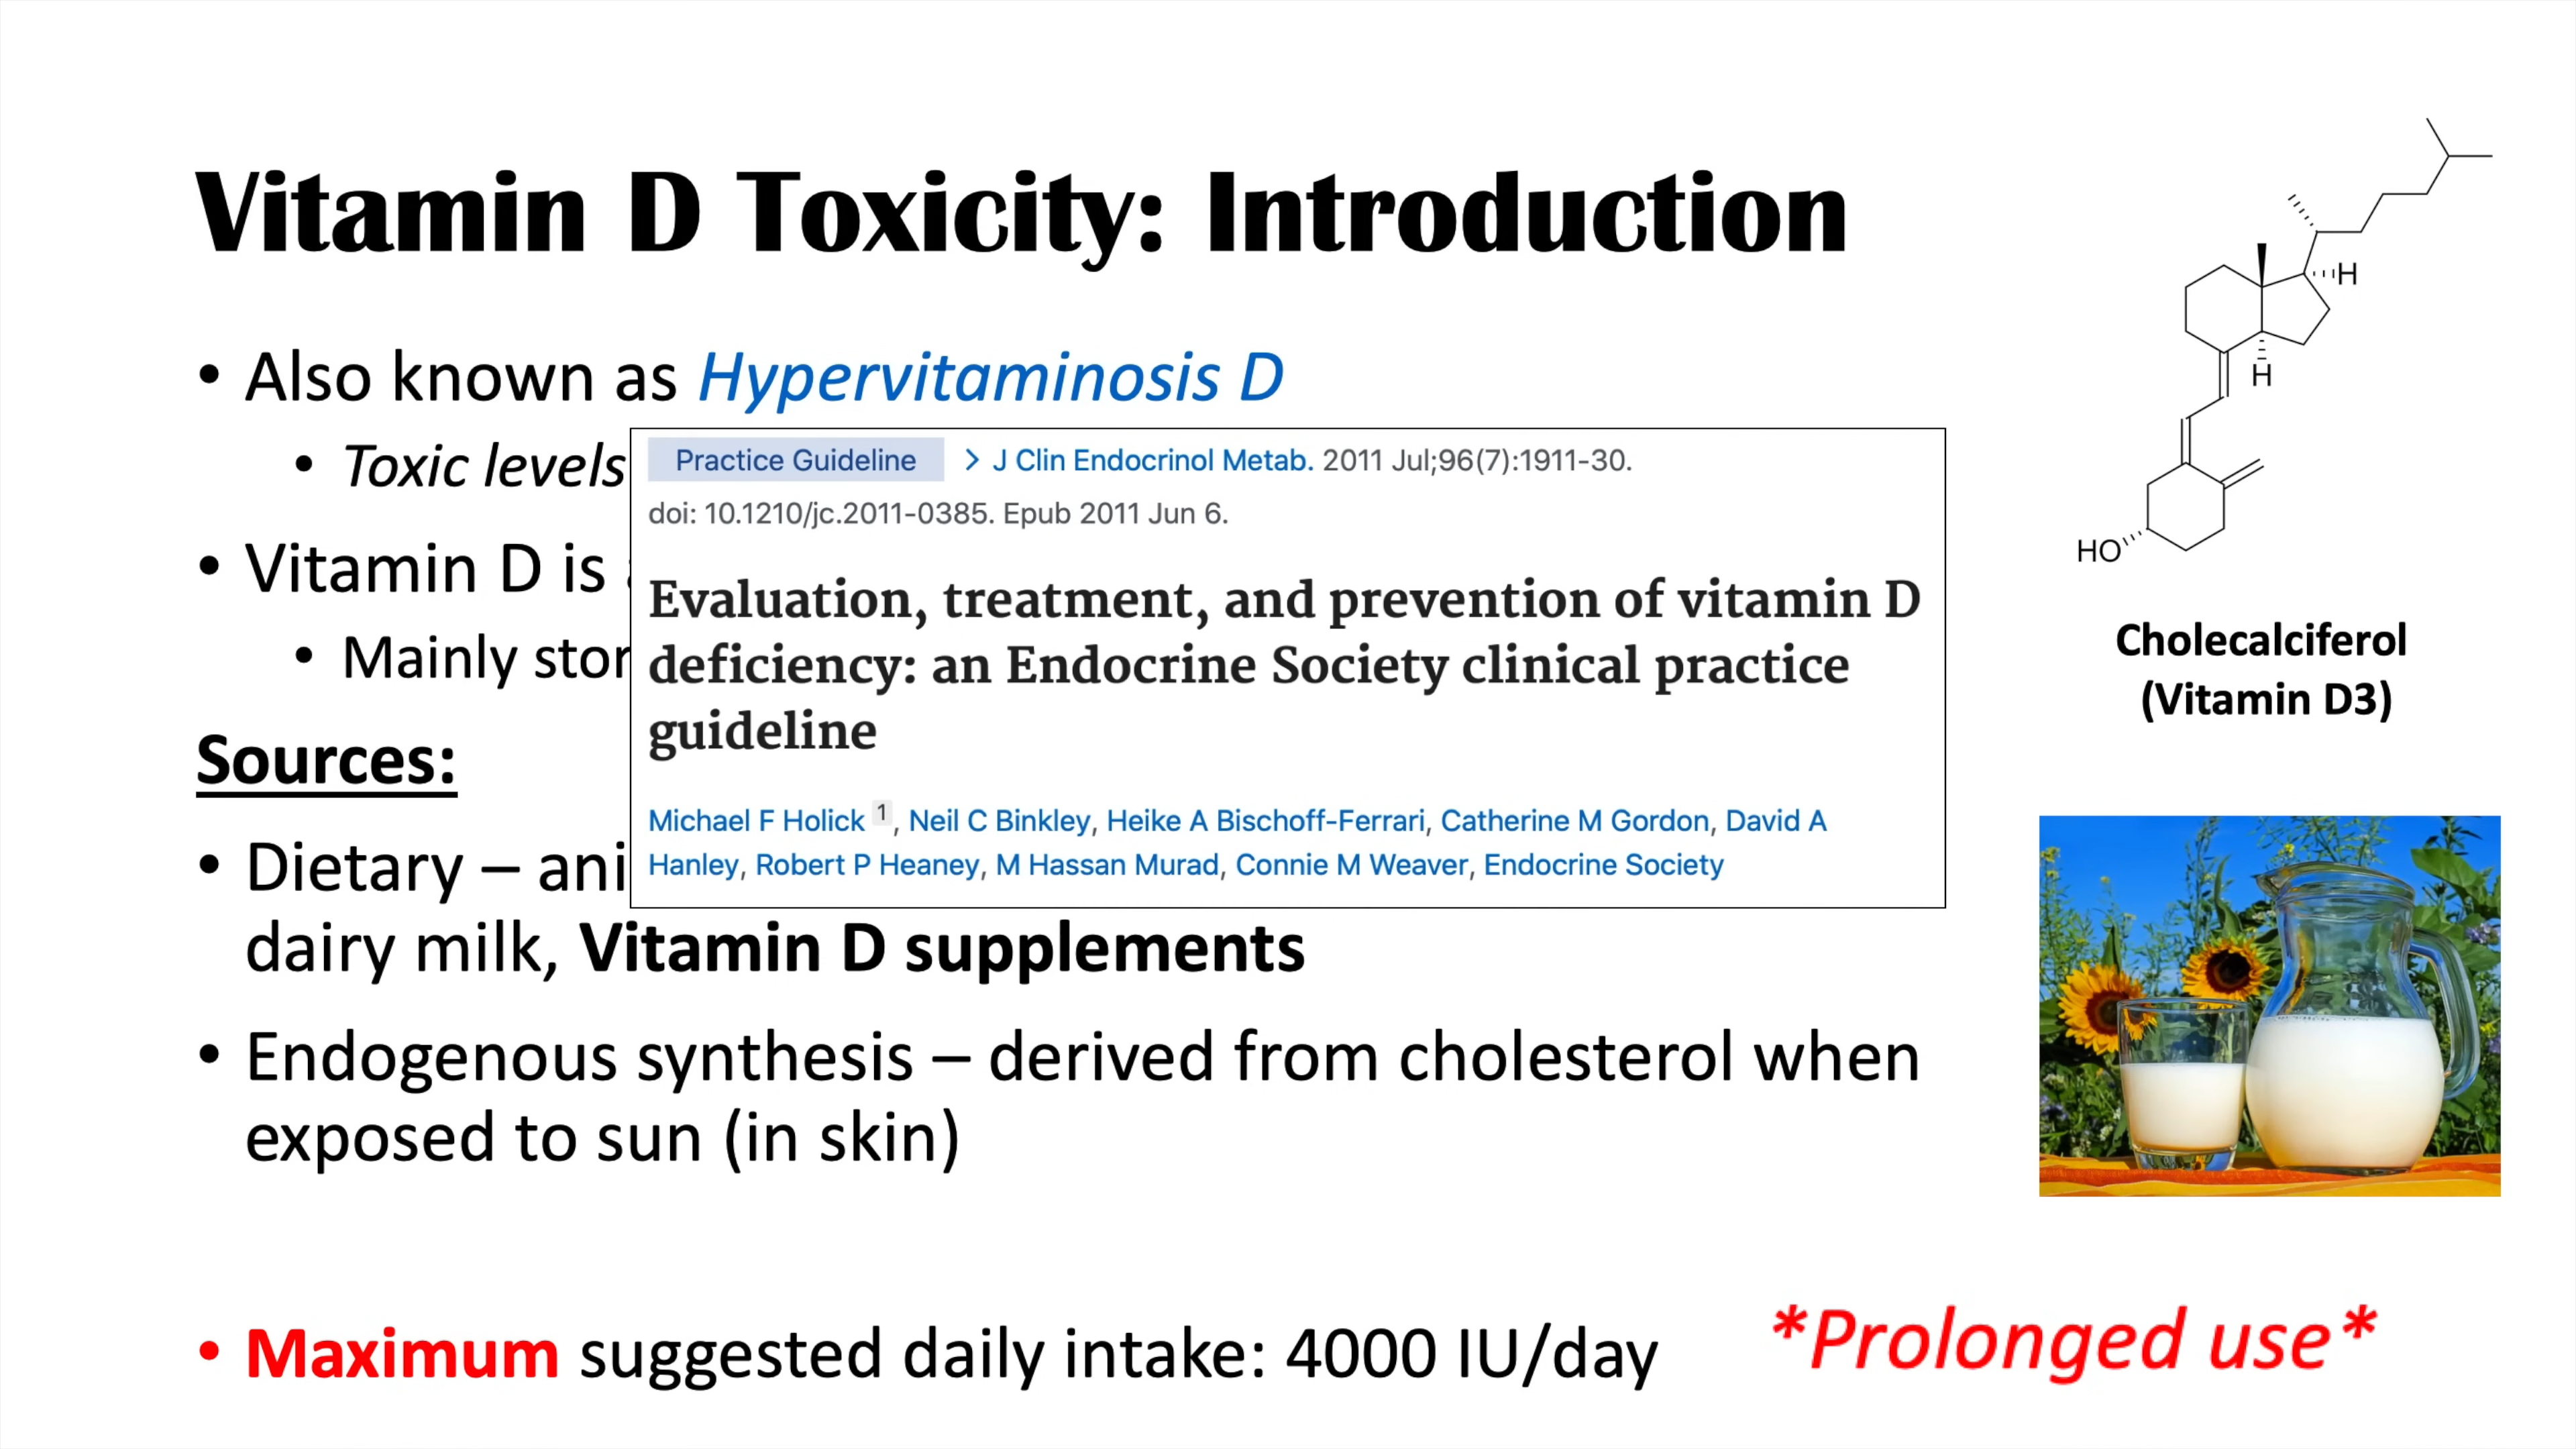 Vitamin D Toxicity: Introduction
• Also known as Hypervitaminosis D
• Toxic levels
• Vitamin D is
• Mainly stor
Sources:
• Dietary – ani
dairy milk, Vitamin D supplements
• Endogenous synthesis – derived from cholesterol when
exposed to sun (in skin)
• Maximum suggested daily intake: 4000 IU/day
*Prolonged use*
Practice Guideline > J Clin Endocrinol Metab. 2011 Jul;96(7):1911-30.
doi: 10.1210/jc.2011-0385. Epub 2011 Jun 6.
Evaluation, treatment, and prevention of vitamin D
deficiency: an Endocrine Society clinical practice
guideline
Michael F Holick 1, Neil C Binkley, Heike A Bischoff-Ferrari, Catherine M Gordon, David A
Hanley, Robert P Heaney, M Hassan Murad, Connie M Weaver, Endocrine Society
H
H
HO
Cholecalciferol
(Vitamin D3)